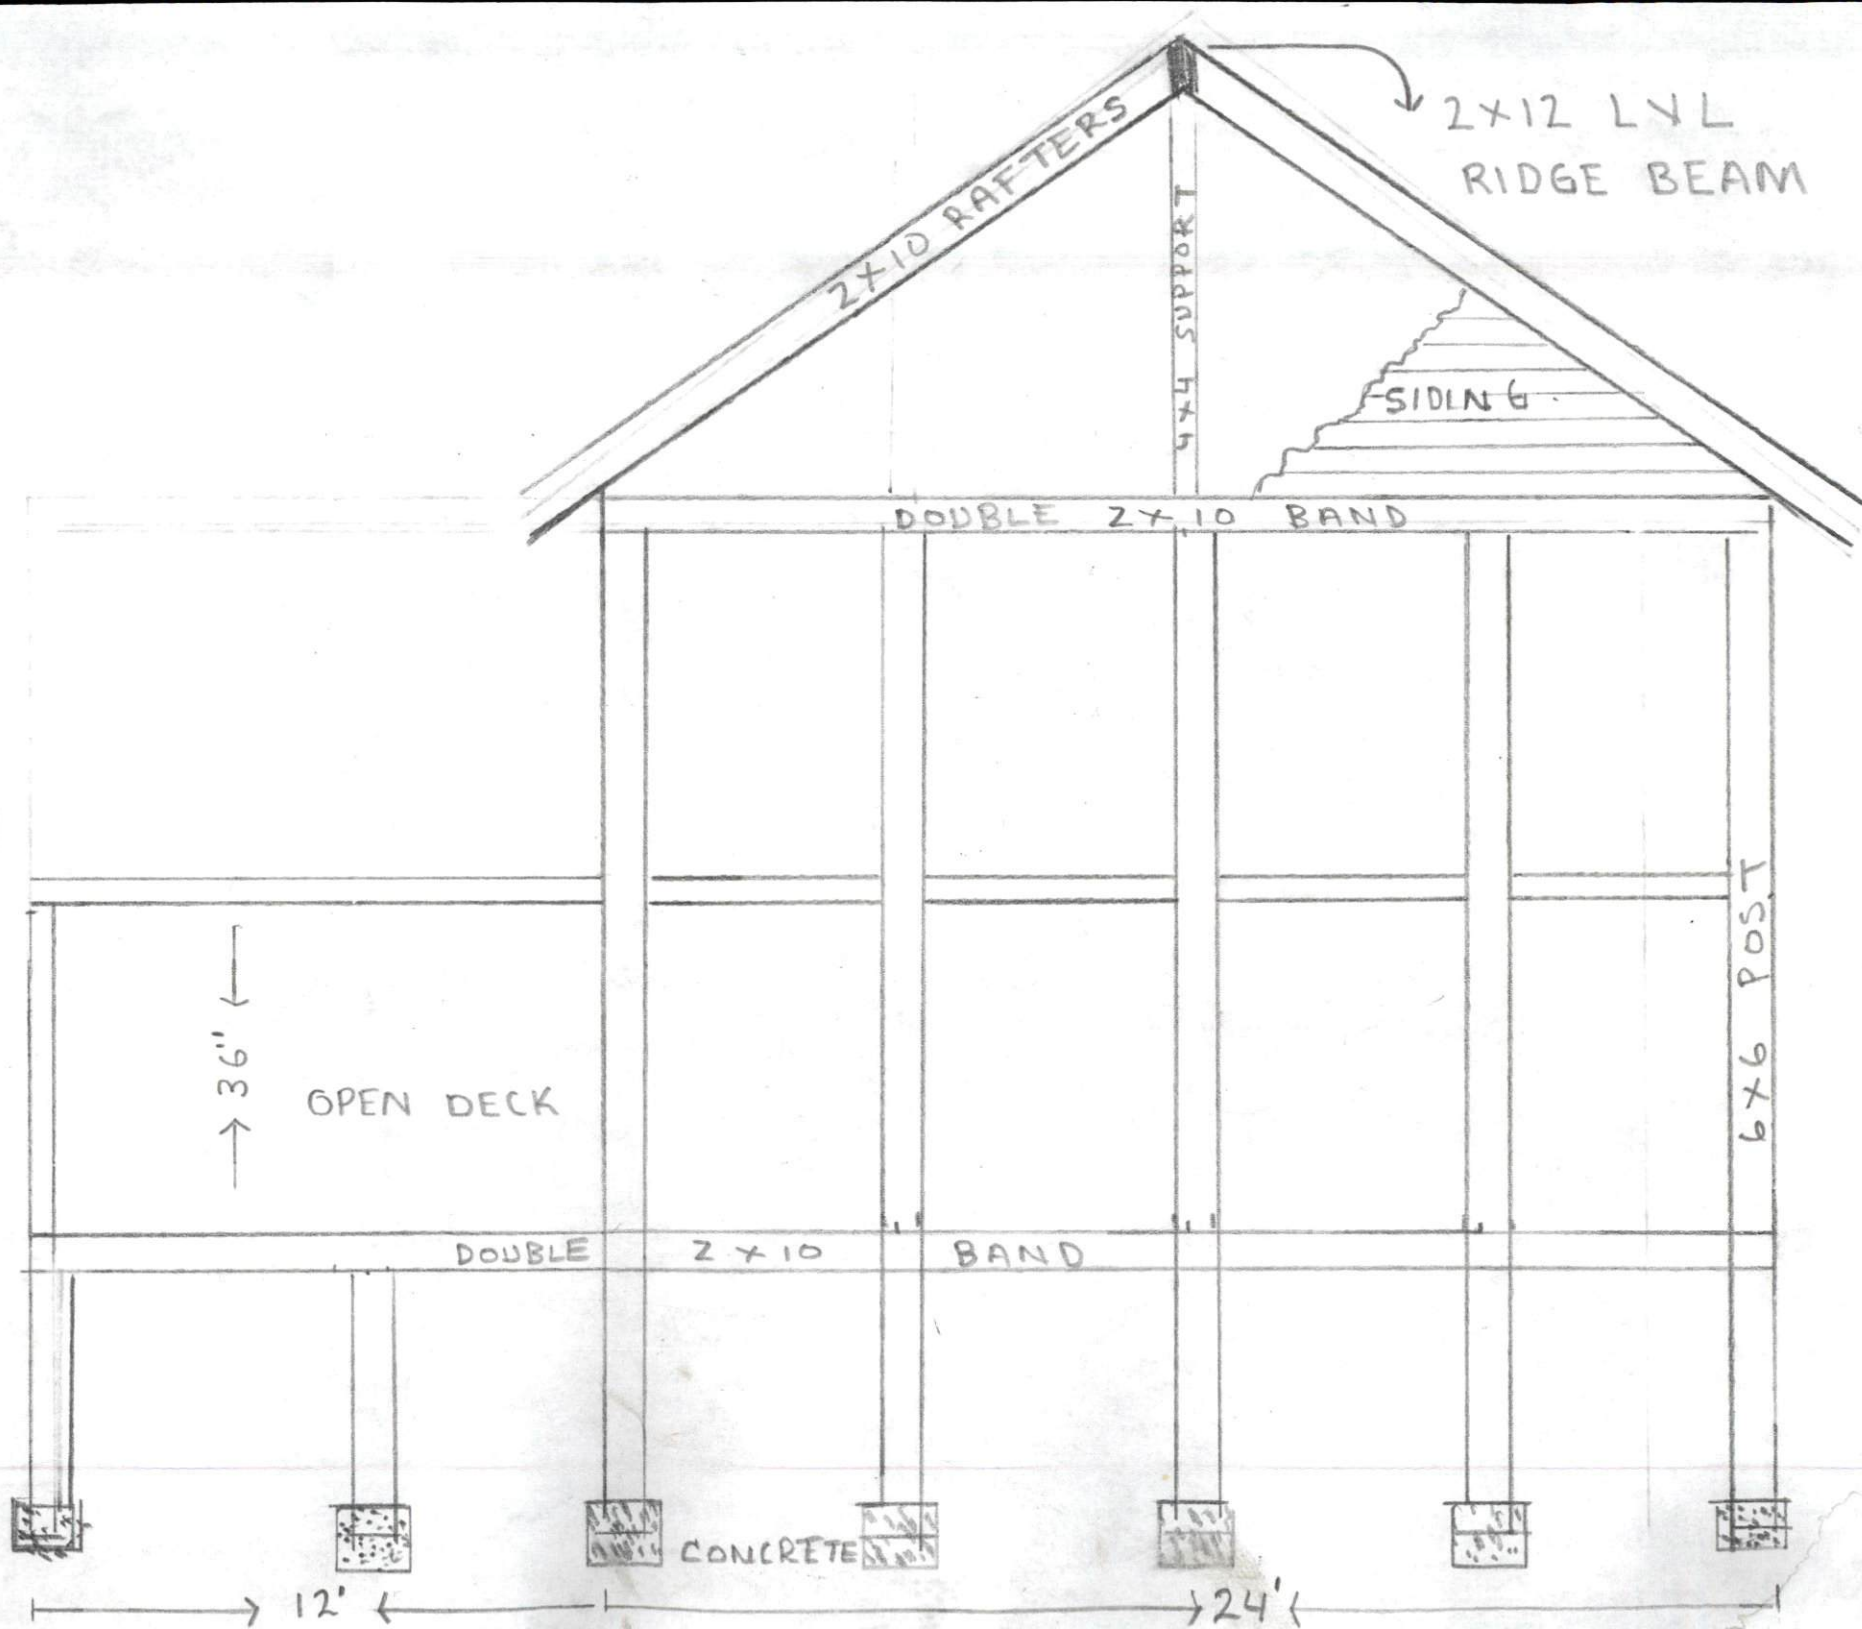 2X12 LVL
RIDGE BEAM
2X10 RAFTERS
4X4 SUPPORT
SIDING
DOUBLE 2X10 BAND
6X6 POST
36"
OPEN DECK
DOUBLE 2X10 BAND
CONCRETE
12'
24'